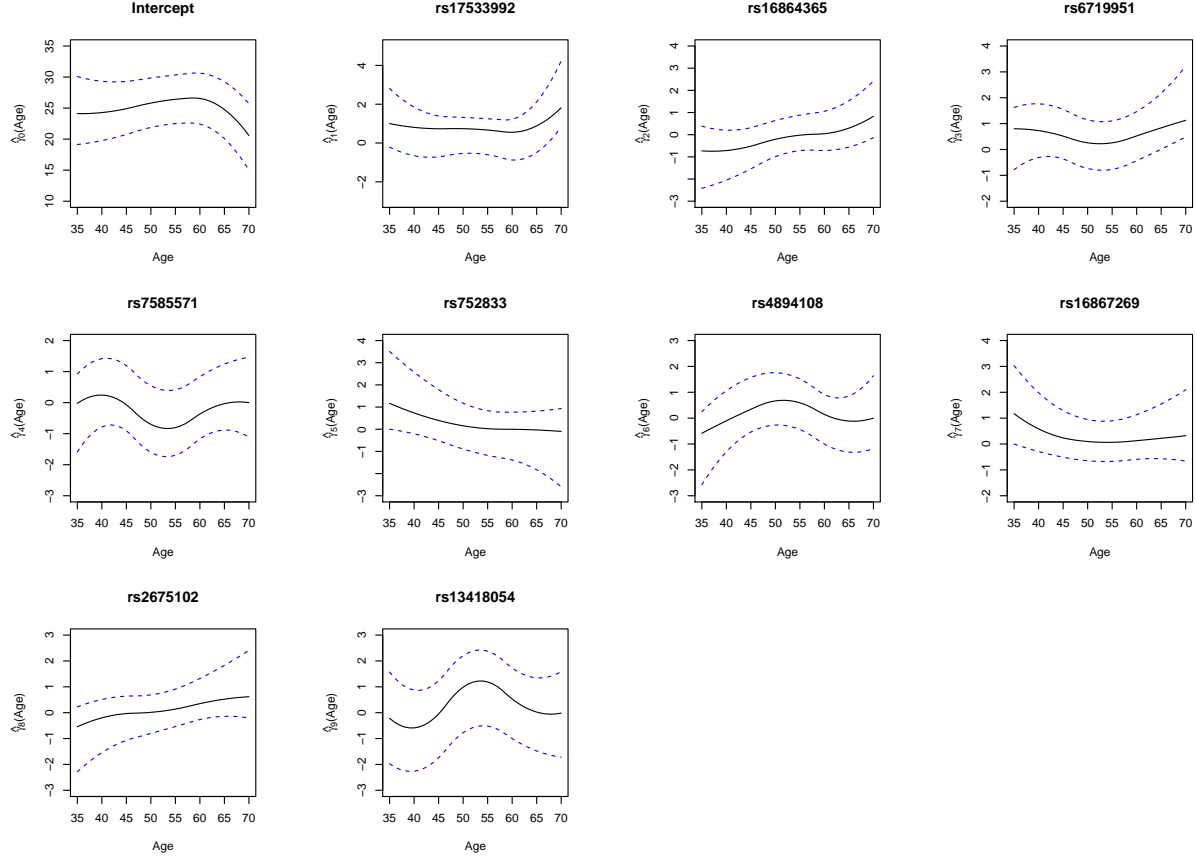 Intercept
γ̂0(Age)
10 15 20 25 30 35
35 40 45 50 55 60 65 70
Age
rs17533992
γ̂1(Age)
−2 0 2 4
35 40 45 50 55 60 65 70
Age
rs16864365
γ̂2(Age)
−3 −1 0 1 2 3 4
35 40 45 50 55 60 65 70
Age
rs6719951
γ̂3(Age)
−2 −1 0 1 2 3 4
35 40 45 50 55 60 65 70
Age
rs7585571
γ̂4(Age)
−3 −2 −1 0 1 2
35 40 45 50 55 60 65 70
Age
rs752833
γ̂5(Age)
−3 −1 0 1 2 3 4
35 40 45 50 55 60 65 70
Age
rs4894108
γ̂6(Age)
−3 −2 −1 0 1 2 3
35 40 45 50 55 60 65 70
Age
rs16867269
γ̂7(Age)
−2 −1 0 1 2 3 4
35 40 45 50 55 60 65 70
Age
rs2675102
γ̂8(Age)
−3 −2 −1 0 1 2 3
35 40 45 50 55 60 65 70
Age
rs13418054
γ̂9(Age)
−3 −2 −1 0 1 2 3
35 40 45 50 55 60 65 70
Age